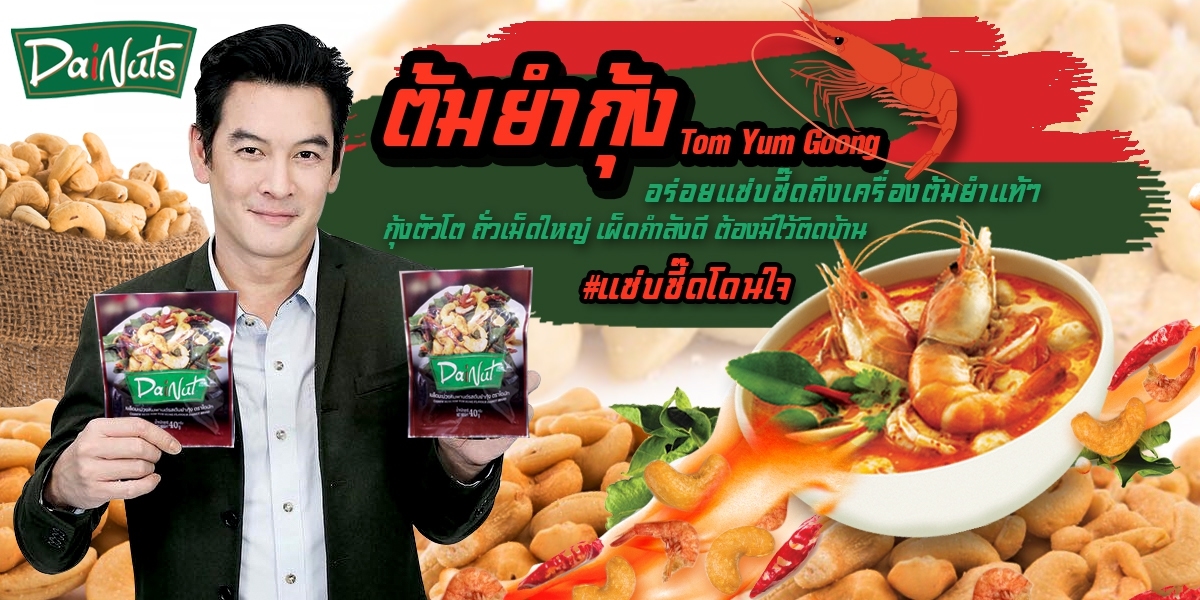 DaiNuts
ต้มยำกุ้ง Tom Yum Goong
อร่อยแซ่บซี๊ดถึงเครื่องต้มยำแท้ๆ
กุ้งตัวโต ถั่วเม็ดใหญ่ เผ็ดกำลังดี ต้องมีไว้ติดบ้าน
#แซ่บซี๊ดโดนใจ
DaiNut
40
DaiNut
40